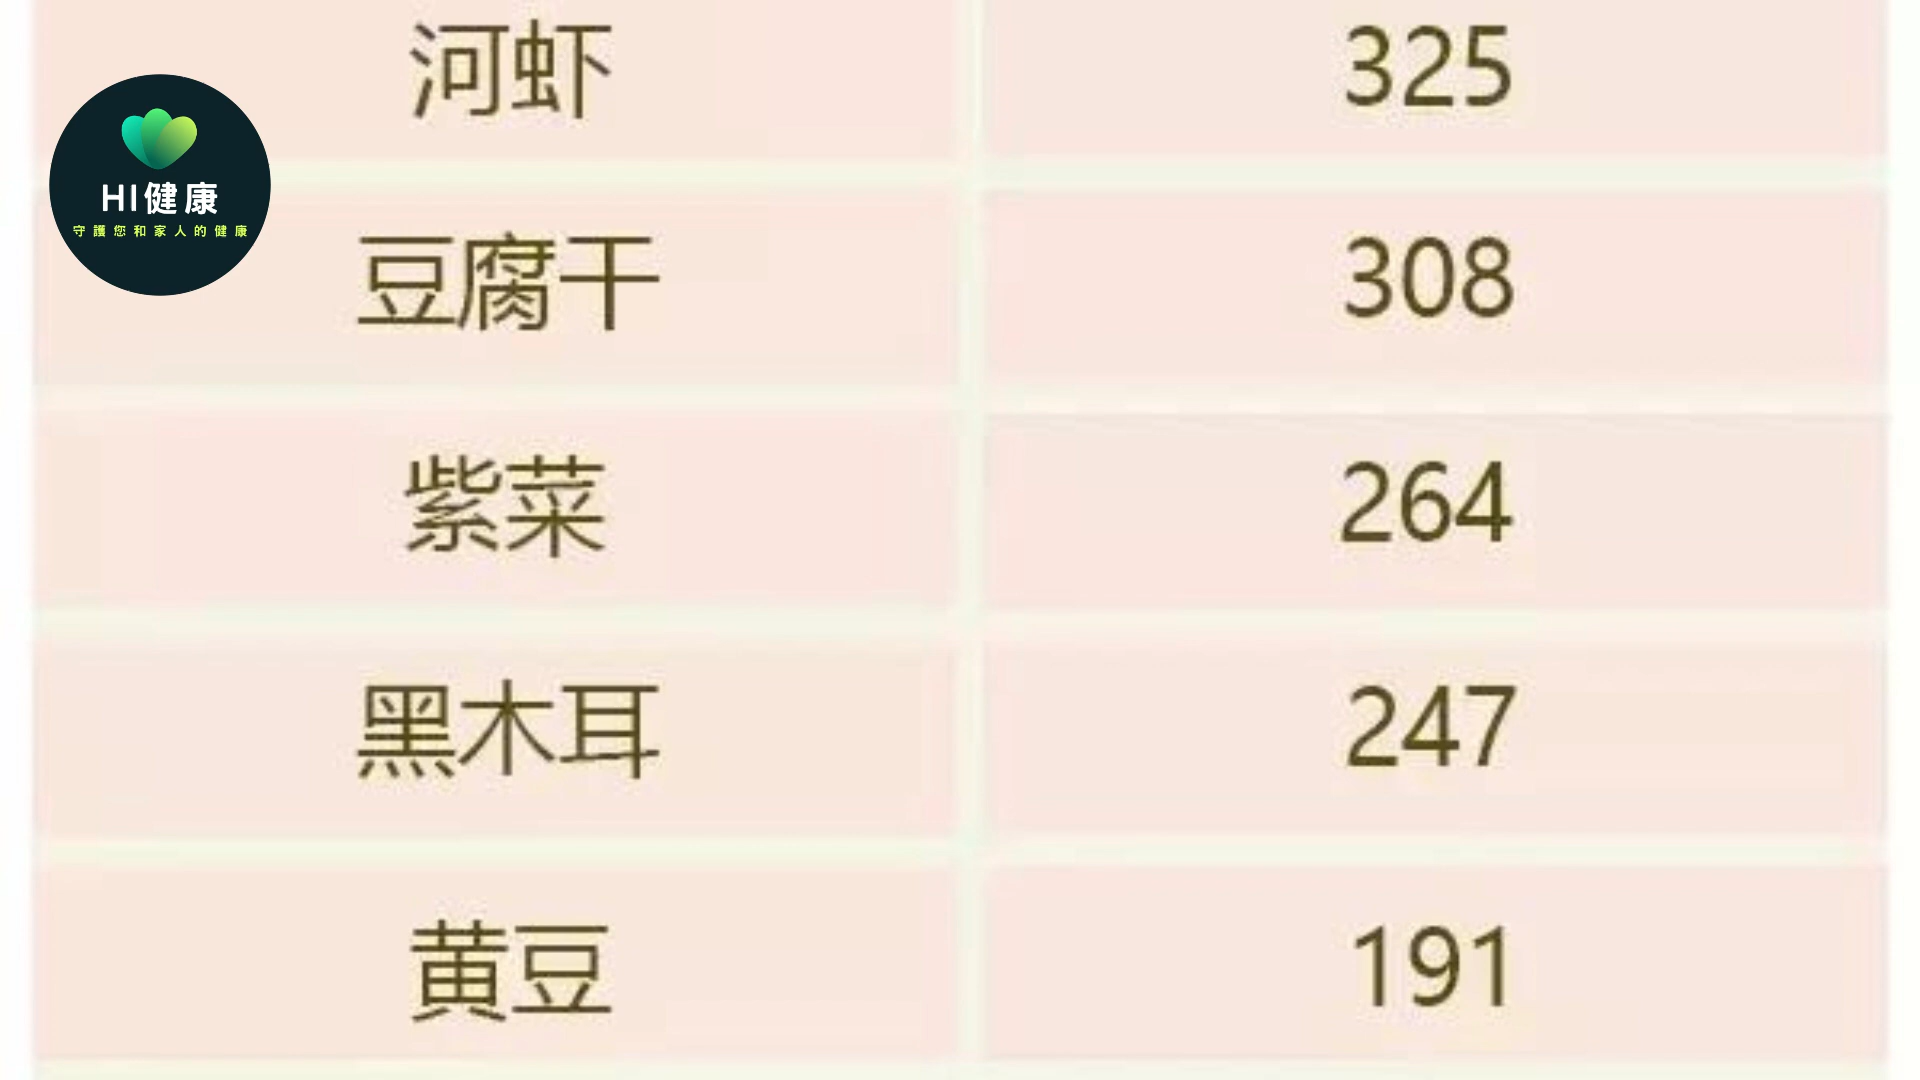 河虾 325
HI健康
守護您和家人的健康
豆腐干 308
紫菜 264
黑木耳 247
黄豆 191